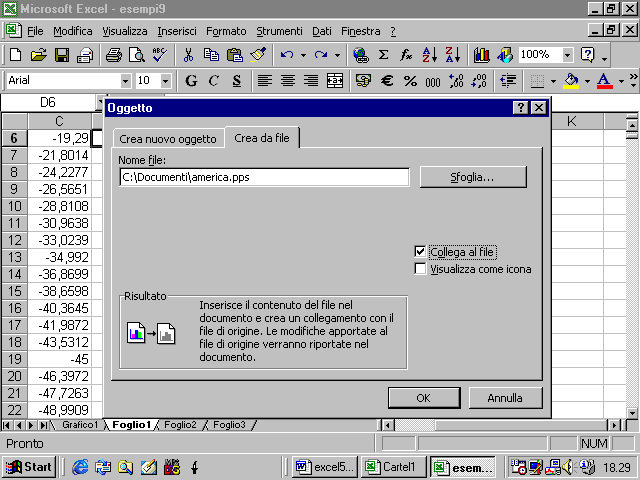 Microsoft Excel - esempi9
File Modifica Visualizza Inserisci Formato Strumenti Dati Finestra ?
ABC Σ fx A Z Z A 100% ?
Arial 10 G C S € % 000
D6
C K
6 -19,29
7 -21,8014
8 -24,2277
9 -26,5651
10 -28,8108
11 -30,9638
12 -33,0239
13 -34,992
14 -36,8699
15 -38,6598
16 -40,3645
17 -41,9872
18 -43,5312
19 -45
20 -46,3972
21 -47,7263
22 -48,9909
Oggetto
Crea nuovo oggetto Crea da file
Nome file:
C:\Documenti\america.pps Sfoglia...
Collega al file
Visualizza come icona
Risultato
Inserisce il contenuto del file nel
documento e crea un collegamento con il
file di origine. Le modifiche apportate al
file di origine verranno riportate nel
documento.
OK Annulla
Grafico1 Foglio1 Foglio2 Foglio3
Pronto NUM
Start excel5... Cartel1 esem... 18.29